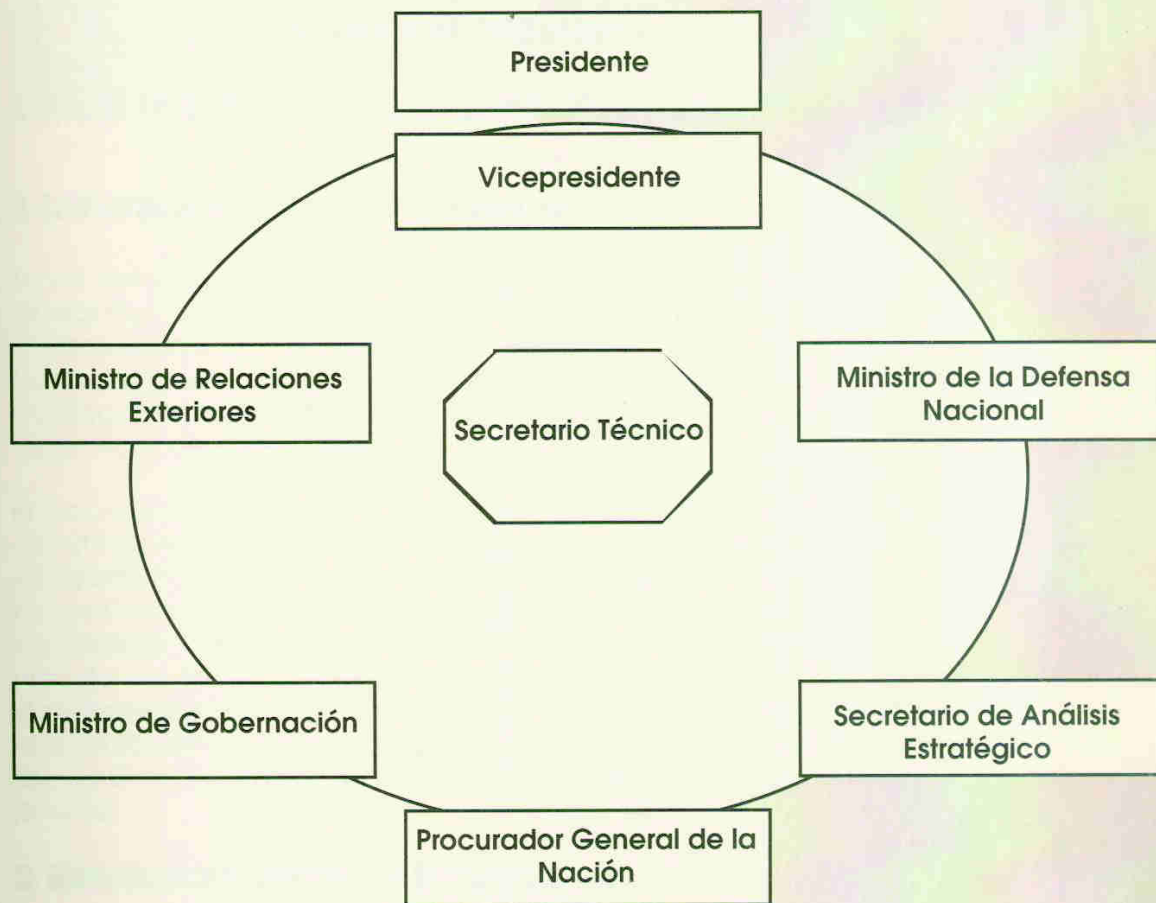 Presidente
Vicepresidente
Ministro de Relaciones
Exteriores
Secretario Técnico
Ministro de la Defensa
Nacional
Ministro de Gobernación
Secretario de Análisis
Estratégico
Procurador General de la
Nación